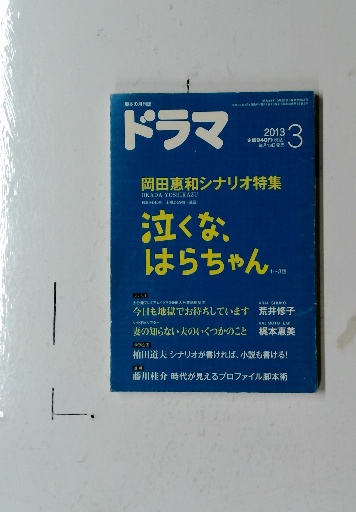 ドラマ
2013
3
岡田惠和シナリオ特集
OKADA YOSHIKAZU
泣くな、
はらちゃん
今日も地獄でお待ちしています 荒井修子
妻の知らない夫のいくつかのこと 梶本惠美
柏田道夫 シナリオが書ければ、小説も書ける!
藤川桂介 時代が見えるプロファイル脚本術